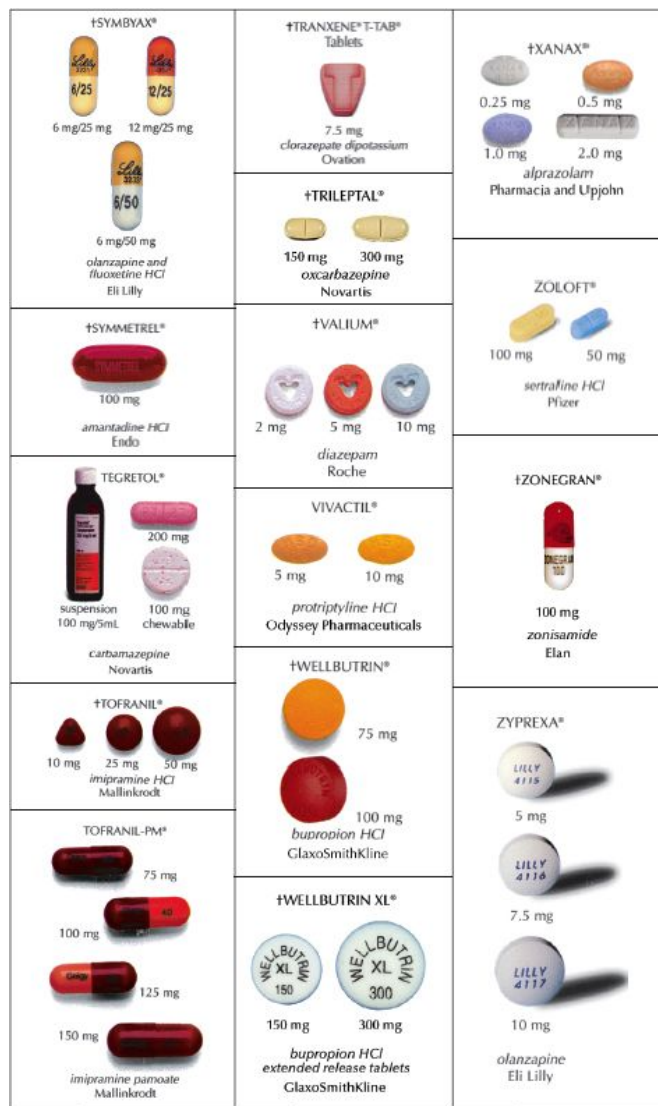 †SYMBYAX®
Lilly
3231
6/25
Lilly
12/25
6 mg/25 mg 12 mg/25 mg
Lilly
6/50
6 mg/50 mg
olanzapine and
fluoxetine HCl
Eli Lilly
†SYMMETREL®
SYMMETREL
100 mg
amantadine HCl
Endo
TEGRETOL®
200 mg
suspension
100 mg/5mL
100 mg
chewable
carbamazepine
Novartis
†TOFRANIL®
10 mg 25 mg 50 mg
imipramine HCl
Mallinkrodt
TOFRANIL-PM®
75 mg
100 mg
Geigy
125 mg
150 mg
imipramine pamoate
Mallinkrodt
†TRANXENE® T-TAB®
Tablets
7.5 mg
clorazepate dipotassium
Ovation
†TRILEPTAL®
150 mg 300 mg
oxcarbazepine
Novartis
†VALIUM®
2 mg 5 mg 10 mg
diazepam
Roche
VIVACTIL®
5 mg 10 mg
protriptyline HCl
Odyssey Pharmaceuticals
†WELLBUTRIN®
75 mg
100 mg
bupropion HCl
GlaxoSmithKline
†WELLBUTRIN XL®
WELLBUTRIN
XL
150
WELLBUTRIN
XL
300
150 mg 300 mg
bupropion HCl
extended release tablets
GlaxoSmithKline
†XANAX®
0.25 mg 0.5 mg
XANAX
1.0 mg 2.0 mg
alprazolam
Pharmacia and Upjohn
ZOLOFT®
100 mg 50 mg
sertraline HCl
Pfizer
†ZONEGRAN®
ZONEGRAN
100
100 mg
zonisamide
Elan
ZYPREXA®
LILLY
4115
5 mg
LILLY
4116
7.5 mg
LILLY
4117
10 mg
olanzapine
Eli Lilly